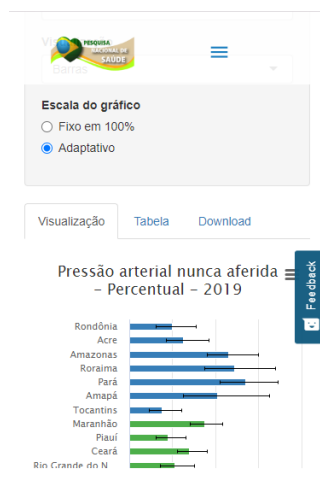 PESQUISA
NACIONAL DE
SAÚDE
Barras
Escala do gráfico
Fixo em 100%
Adaptativo
Visualização Tabela Download
Pressão arterial nunca aferida
– Percentual – 2019
Feedback
Rondônia
Acre
Amazonas
Roraima
Pará
Amapá
Tocantins
Maranhão
Piauí
Ceará
Rio Grande do N...